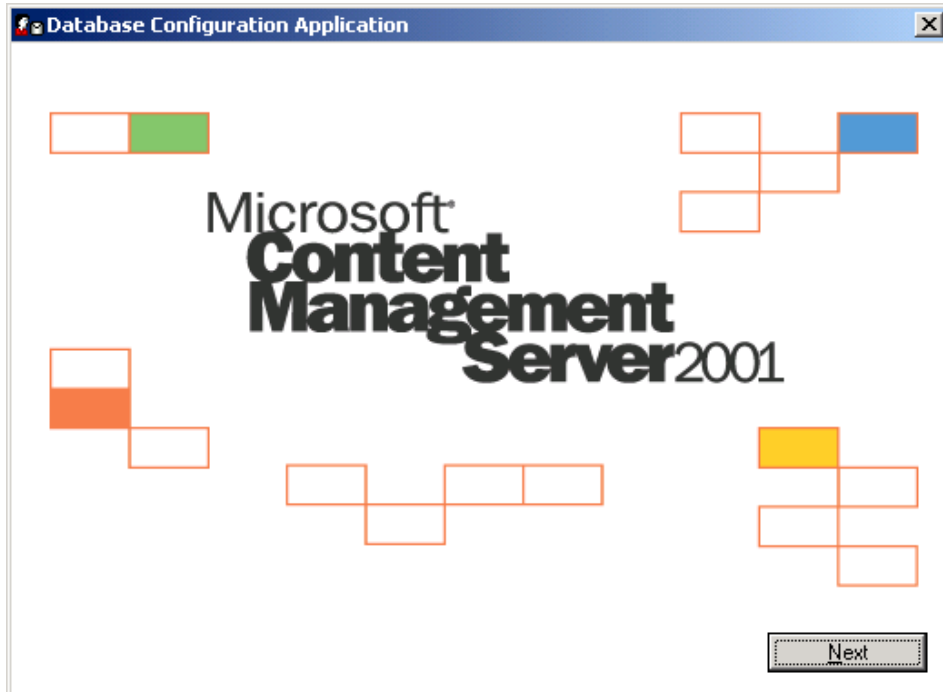 Database Configuration Application
Microsoft®
Content
Management
Server2001
Next